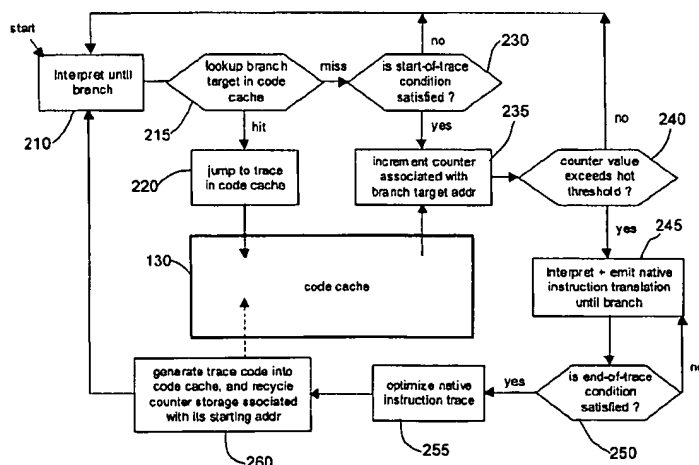 start
Interpret until
branch
210
lookup branch
target in code
cache
215
miss
hit
no
is start-of-trace
condition
satisfied ?
230
yes
235
no
240
220
jump to trace
in code cache
increment counter
associated with
branch target addr
counter value
exceeds hot
threshold ?
yes
245
130
code cache
Interpret + emit native
instruction translation
until branch
no
generate trace code into
code cache, and recycle
counter storage associated
with its starting addr
260
optimize native
instruction trace
255
yes
is end-of-trace
condition
satisfied ?
250